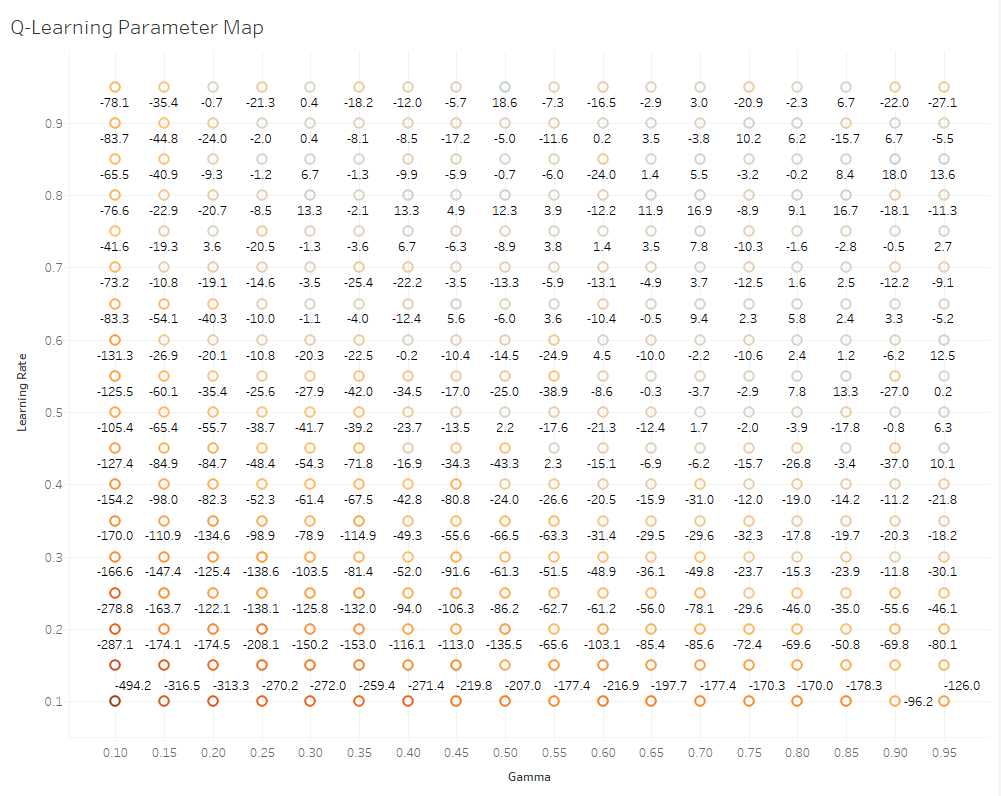 Q-Learning Parameter Map
-78.1 -35.4 -0.7 -21.3 0.4 -18.2 -12.0 -5.7 18.6 -7.3 -16.5 -2.9 3.0 -20.9 -2.3 6.7 -22.0 -27.1
0.9
-83.7 -44.8 -24.0 -2.0 0.4 -8.1 -8.5 -17.2 -5.0 -11.6 0.2 3.5 -3.8 10.2 6.2 -15.7 6.7 -5.5
-65.5 -40.9 -9.3 -1.2 6.7 -1.3 -9.9 -5.9 -0.7 -6.0 -24.0 1.4 5.5 -3.2 -0.2 8.4 18.0 13.6
0.8
-76.6 -22.9 -20.7 -8.5 13.3 -2.1 13.3 4.9 12.3 3.9 -12.2 11.9 16.9 -8.9 9.1 16.7 -18.1 -11.3
-41.6 -19.3 3.6 -20.5 -1.3 -3.6 6.7 -6.3 -8.9 3.8 1.4 3.5 7.8 -10.3 -1.6 -2.8 -0.5 2.7
0.7
-73.2 -10.8 -19.1 -14.6 -3.5 -25.4 -22.2 -3.5 -13.3 -5.9 -13.1 -4.9 3.7 -12.5 1.6 2.5 -12.2 -9.1
-83.3 -54.1 -40.3 -10.0 -1.1 -4.0 -12.4 5.6 -6.0 3.6 -10.4 -0.5 9.4 2.3 5.8 2.4 3.3 -5.2
0.6
-131.3 -26.9 -20.1 -10.8 -20.3 -22.5 -0.2 -10.4 -14.5 -24.9 4.5 -10.0 -2.2 -10.6 2.4 1.2 -6.2 12.5
-125.5 -60.1 -35.4 -25.6 -27.9 -42.0 -34.5 -17.0 -25.0 -38.9 -8.6 -0.3 -3.7 -2.9 7.8 13.3 -27.0 0.2
0.5
-105.4 -65.4 -55.7 -38.7 -41.7 -39.2 -23.7 -13.5 2.2 -17.6 -21.3 -12.4 1.7 -2.0 -3.9 -17.8 -0.8 6.3
-127.4 -84.9 -84.7 -48.4 -54.3 -71.8 -16.9 -34.3 -43.3 2.3 -15.1 -6.9 -6.2 -15.7 -26.8 -3.4 -37.0 10.1
0.4
-154.2 -98.0 -82.3 -52.3 -61.4 -67.5 -42.8 -80.8 -24.0 -26.6 -20.5 -15.9 -31.0 -12.0 -19.0 -14.2 -11.2 -21.8
-170.0 -110.9 -134.6 -98.9 -78.9 -114.9 -49.3 -55.6 -66.5 -63.3 -31.4 -29.5 -29.6 -32.3 -17.8 -19.7 -20.3 -18.2
0.3
-166.6 -147.4 -125.4 -138.6 -103.5 -81.4 -52.0 -91.6 -61.3 -51.5 -48.9 -36.1 -49.8 -23.7 -15.3 -23.9 -11.8 -30.1
-278.8 -163.7 -122.1 -138.1 -125.8 -132.0 -94.0 -106.3 -86.2 -62.7 -61.2 -56.0 -78.1 -29.6 -46.0 -35.0 -55.6 -46.1
0.2
-287.1 -174.1 -174.5 -208.1 -150.2 -153.0 -116.1 -113.0 -135.5 -65.6 -103.1 -85.4 -85.6 -72.4 -69.6 -50.8 -69.8 -80.1
-494.2 -316.5 -313.3 -270.2 -272.0 -259.4 -271.4 -219.8 -207.0 -177.4 -216.9 -197.7 -177.4 -170.3 -170.0 -178.3 -126.0
0.1
-96.2
0.10 0.15 0.20 0.25 0.30 0.35 0.40 0.45 0.50 0.55 0.60 0.65 0.70 0.75 0.80 0.85 0.90 0.95
Gamma
Learning Rate